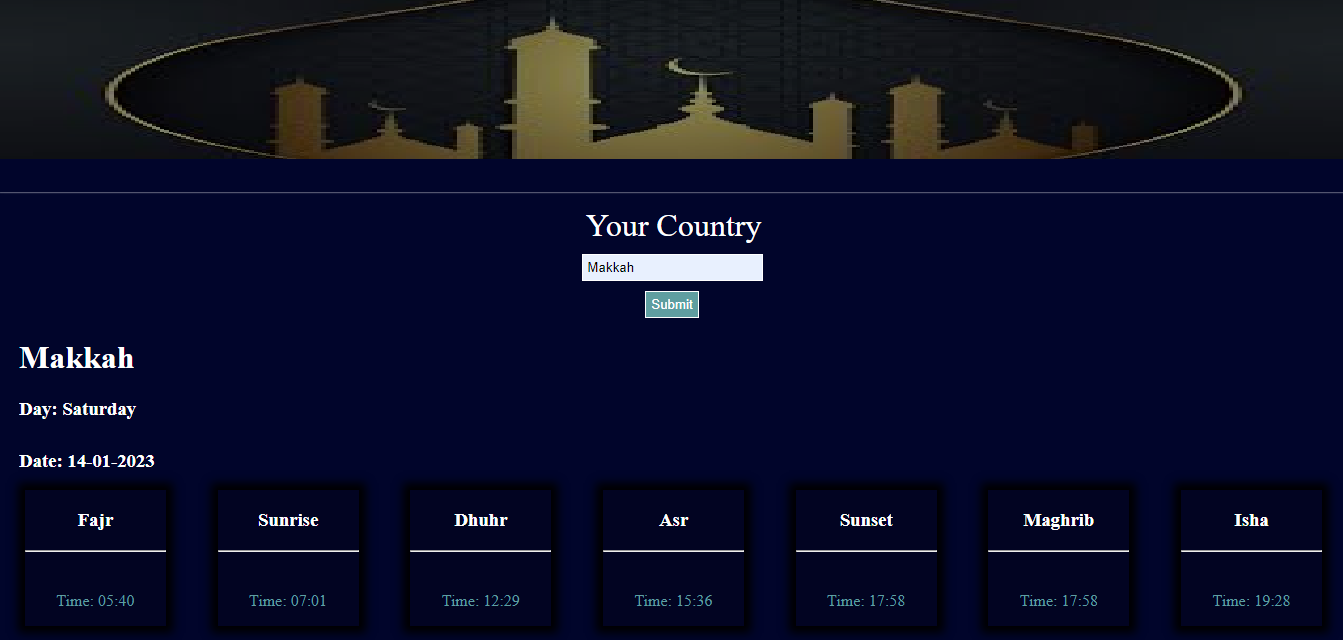 Your Country
Makkah
Submit
Makkah
Day: Saturday
Date: 14-01-2023
Fajr Sunrise Dhuhr Asr Sunset Maghrib Isha
Time: 05:40 Time: 07:01 Time: 12:29 Time: 15:36 Time: 17:58 Time: 17:58 Time: 19:28